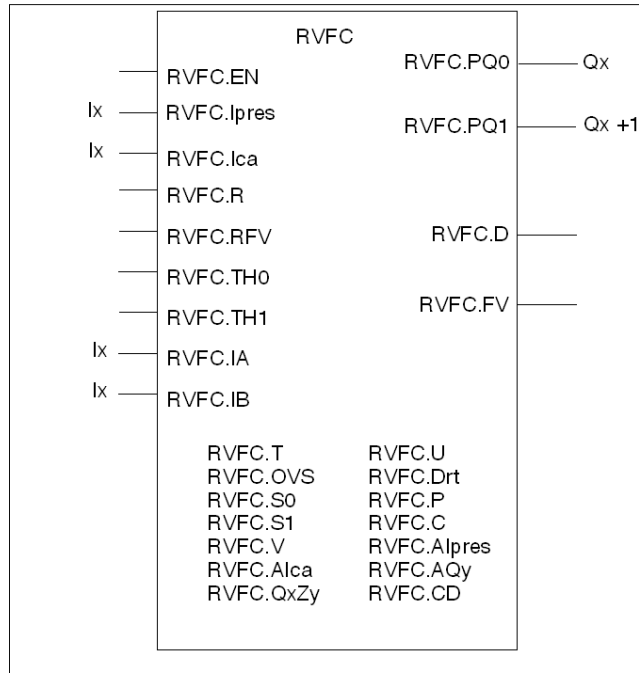 RVFC
RVFC.EN
RVFC.PQ0 Qx
Ix RVFC.Ipres
RVFC.PQ1 Qx +1
Ix RVFC.Ica
RVFC.R
RVFC.RFV
RVFC.D
RVFC.TH0
RVFC.TH1
RVFC.FV
Ix RVFC.IA
Ix RVFC.IB
RVFC.T RVFC.U
RVFC.OVS RVFC.Drt
RVFC.S0 RVFC.P
RVFC.S1 RVFC.C
RVFC.V RVFC.AIpres
RVFC.AIca RVFC.AQy
RVFC.QxZy RVFC.CD